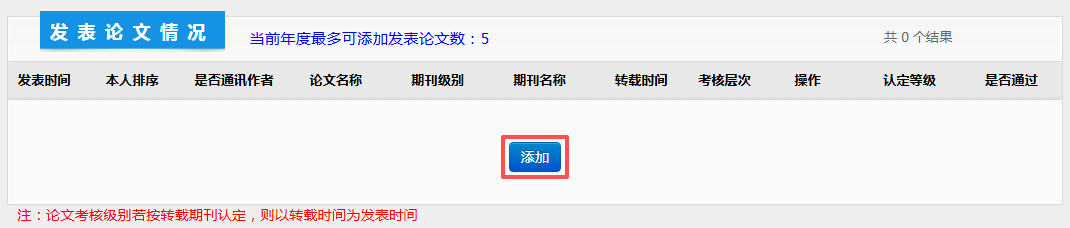 发表论文情况
当前年度最多可添加发表论文数：5
共 0 个结果
发表时间 本人排序 是否通讯作者 论文名称 期刊级别 期刊名称 转载时间 考核层次 操作 认定等级 是否通过
添加
注：论文考核级别若按转载期刊认定，则以转载时间为发表时间